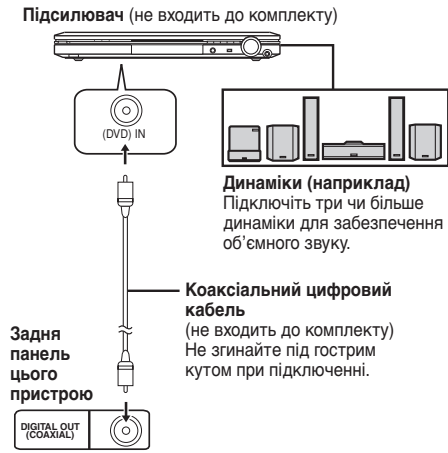 Підсилювач (не входить до комплекту)
(DVD) IN
Динаміки (наприклад)
Підключіть три чи більше
динаміки для забезпечення
об’ємного звуку.
Коаксіальний цифровий
кабель
(не входить до комплекту)
Не згинайте під гострим
кутом при підключенні.
Задня
панель
цього
пристрою
DIGITAL OUT
(COAXIAL)